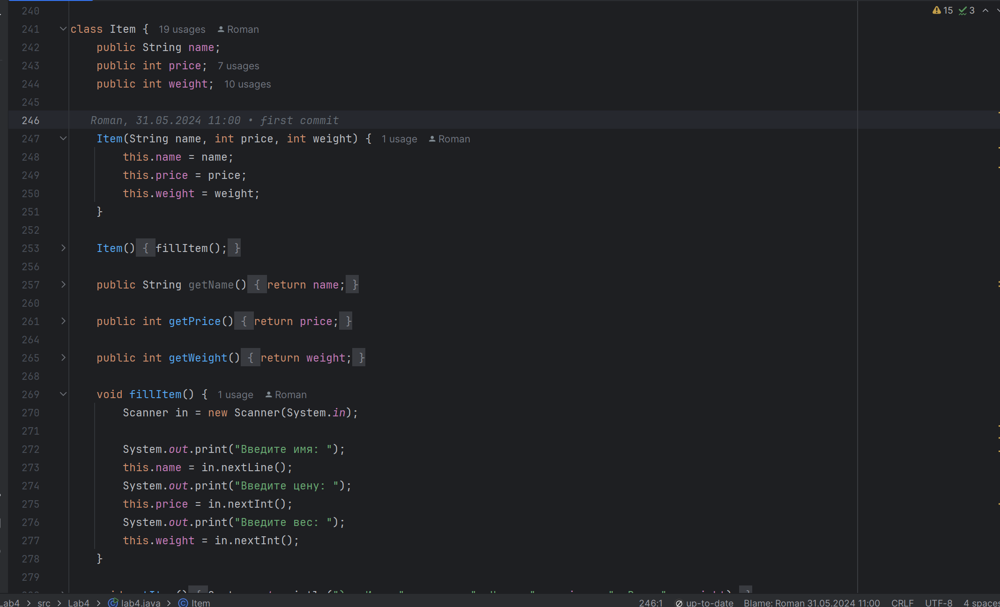 240
15 3
241 class Item { 19 usages Roman
242 public String name;
243 public int price; 7 usages
244 public int weight; 10 usages
245
246 Roman, 31.05.2024 11:00 • first commit
247 Item(String name, int price, int weight) { 1 usage Roman
248 this.name = name;
249 this.price = price;
250 this.weight = weight;
251 }
252
253 Item() { fillItem(); }
256
257 public String getName() { return name; }
260
261 public int getPrice() { return price; }
264
265 public int getWeight() { return weight; }
268
269 void fillItem() { 1 usage Roman
270 Scanner in = new Scanner(System.in);
271
272 System.out.print("Введите имя: ");
273 this.name = in.nextLine();
274 System.out.print("Введите цену: ");
275 this.price = in.nextInt();
276 System.out.print("Введите вес: ");
277 this.weight = in.nextInt();
278 }
279
Lab4 > src > Lab4 > lab4.java > Item 246:1 up-to-date Blame: Roman 31.05.2024 11:00 CRLF UTF-8 4 spaces